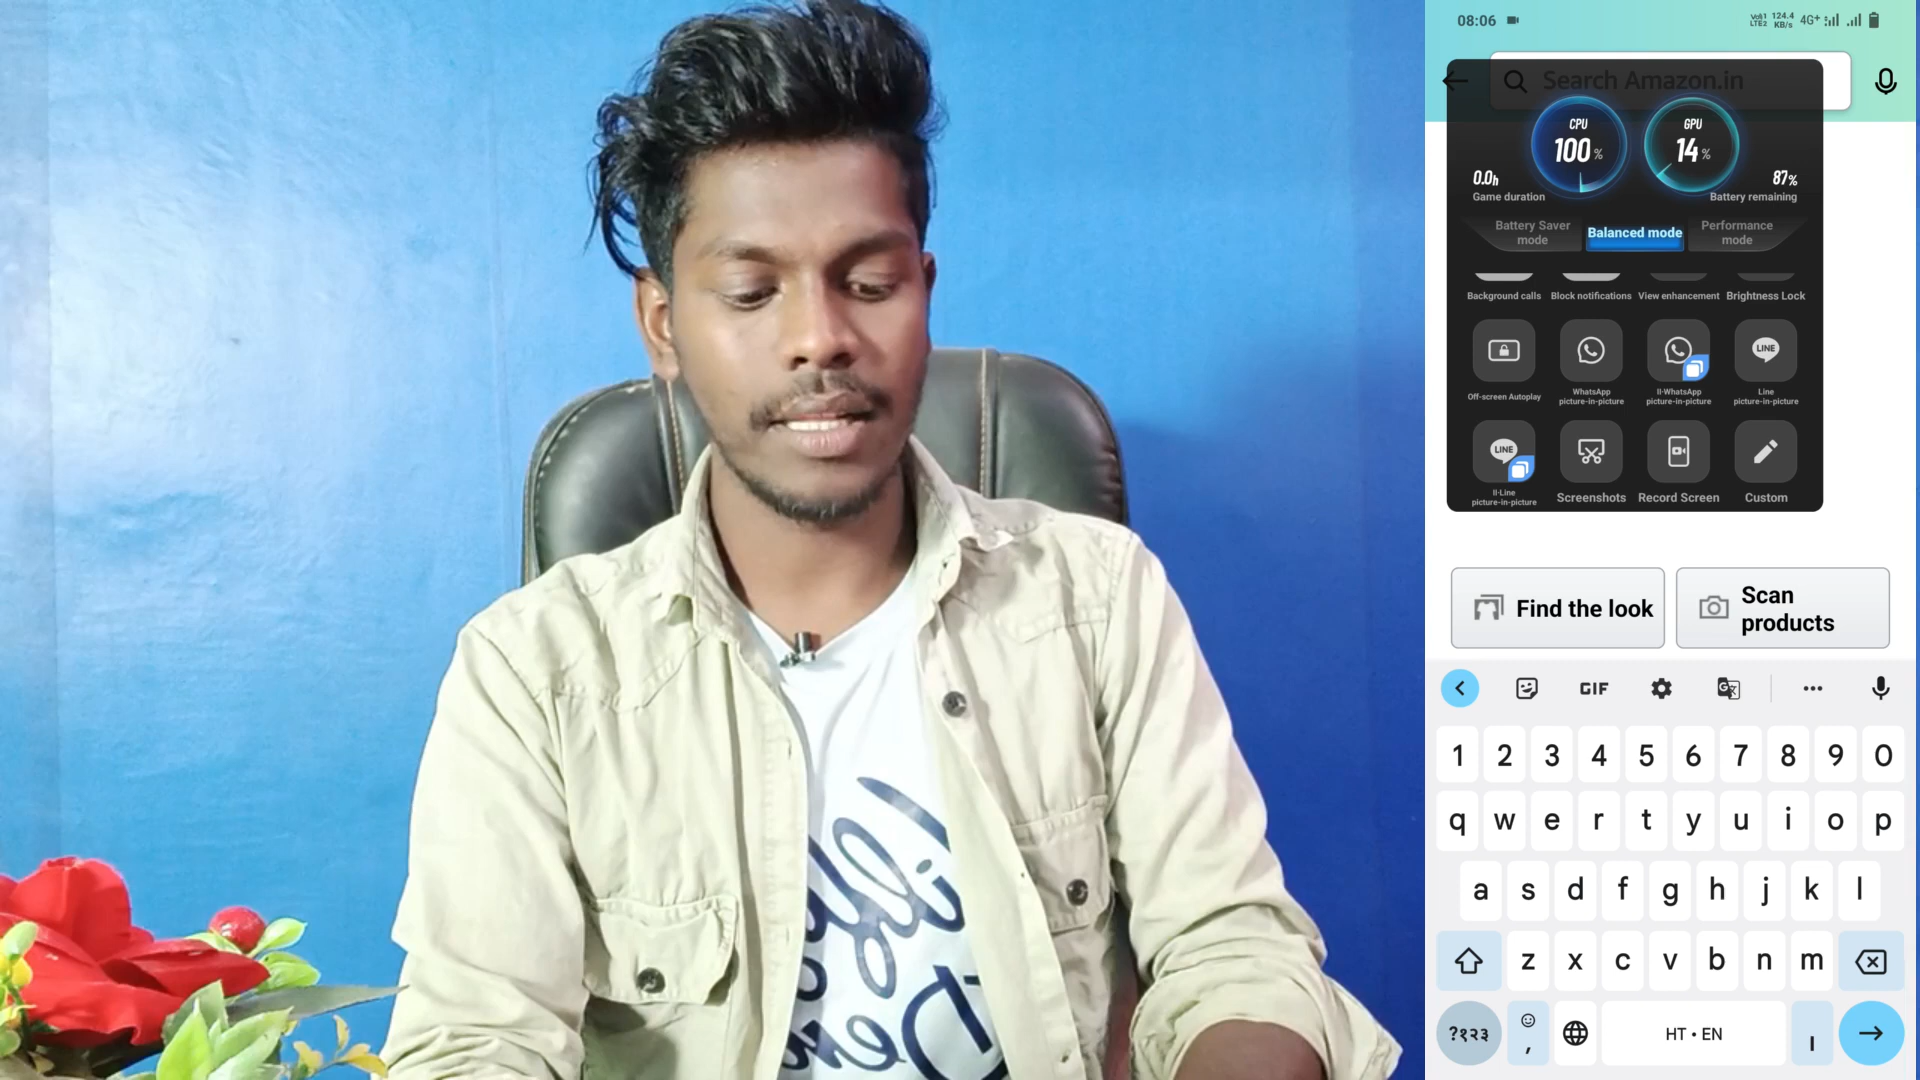 08:06
Vo)) 1
LTE2
124.4
KB/s
4G+
Search Amazon.in
CPU
100 %
GPU
14 %
0.0h
Game duration
87%
Battery remaining
Battery Saver
mode
Balanced mode
Performance
mode
Background calls
Block notifications
View enhancement
Brightness Lock
Off-screen Autoplay
WhatsApp
picture-in-picture
II·WhatsApp
picture-in-picture
LINE
Line
picture-in-picture
LINE
II·Line
picture-in-picture
Screenshots
Record Screen
Custom
Find the look
Scan
products
GIF
1 2 3 4 5 6 7 8 9 0
q w e r t y u i o p
a s d f g h j k l
z x c v b n m
?१२३
,
HT • EN
।